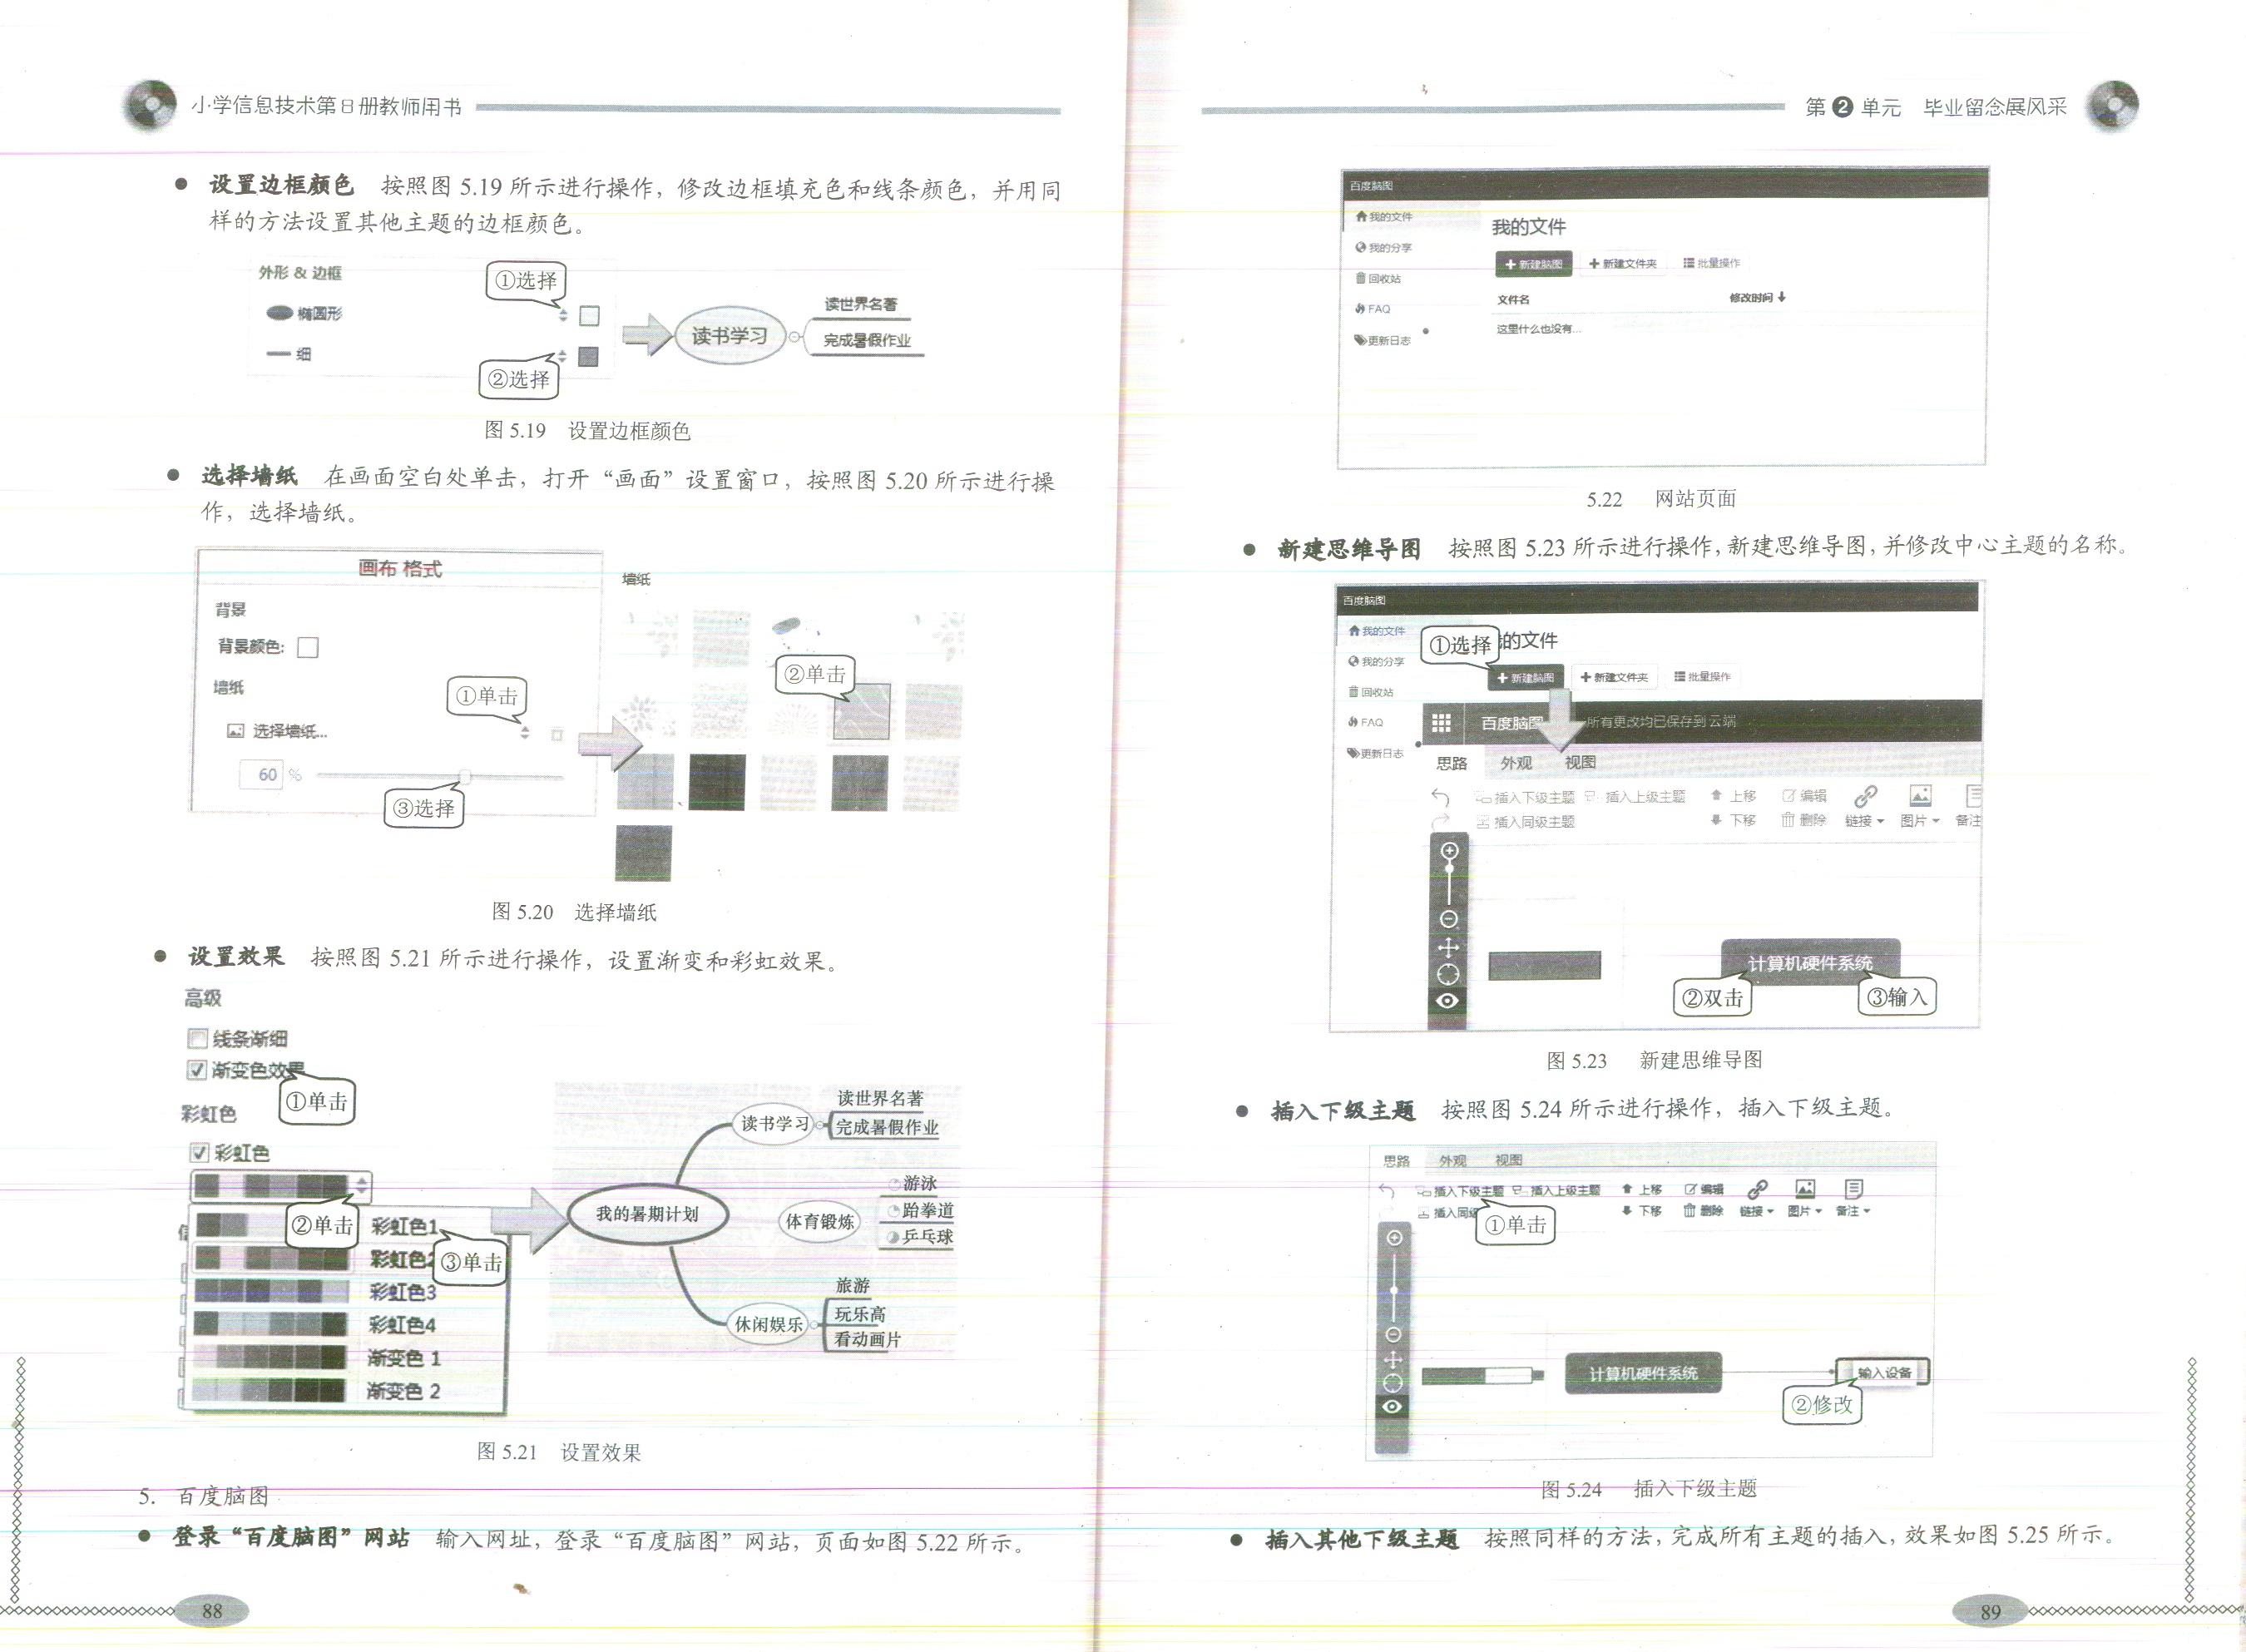 小学信息技术第8册教师用书
● 设置边框颜色 按照图 5.19 所示进行操作，修改边框填充色和线条颜色，并用同
样的方法设置其他主题的边框颜色。
外形 & 边框
①选择
椭圆形
细
②选择
读书学习
读世界名著
完成暑假作业
图 5.19 设置边框颜色
● 选择墙纸 在画面空白处单击，打开“画面”设置窗口，按照图 5.20 所示进行操
作，选择墙纸。
画布 格式
背景
背景颜色:
墙纸
①单击
选择墙纸...
60 %
③选择
墙纸
②单击
图 5.20 选择墙纸
● 设置效果 按照图 5.21 所示进行操作，设置渐变和彩虹效果。
高级
线条渐细
渐变色效果
①单击
彩虹色
彩虹色
②单击
彩虹色1
③单击
彩虹色2
彩虹色3
彩虹色4
渐变色 1
渐变色 2
我的暑期计划
读书学习
读世界名著
完成暑假作业
体育锻炼
游泳
跆拳道
乒乓球
休闲娱乐
旅游
玩乐高
看动画片
图 5.21 设置效果
5. 百度脑图
● 登录“百度脑图”网站 输入网址，登录“百度脑图”网站，页面如图 5.22 所示。
88
第2单元 毕业留念展风采
百度脑图
我的文件
我的分享
回收站
FAQ
更新日志
我的文件
新建脑图 新建文件夹 批量操作
文件名 修改时间
这里什么也没有...
5.22 网站页面
● 新建思维导图 按照图 5.23 所示进行操作，新建思维导图，并修改中心主题的名称。
百度脑图
我的文件
我的分享
回收站
FAQ
更新日志
①选择
的文件
新建脑图 新建文件夹 批量操作
百度脑图 所有更改均已保存到云端
思路 外观 视图
插入下级主题 插入上级主题 上移 编辑
插入同级主题 下移 删除 链接 图片 备注
计算机硬件系统
②双击
③输入
图 5.23 新建思维导图
● 插入下级主题 按照图 5.24 所示进行操作，插入下级主题。
思路 外观 视图
插入下级主题 插入上级主题 上移 编辑
插入同级 下移 删除 链接 图片 备注
①单击
计算机硬件系统
输入设备
②修改
图 5.24 插入下级主题
● 插入其他下级主题 按照同样的方法，完成所有主题的插入，效果如图 5.25 所示。
89